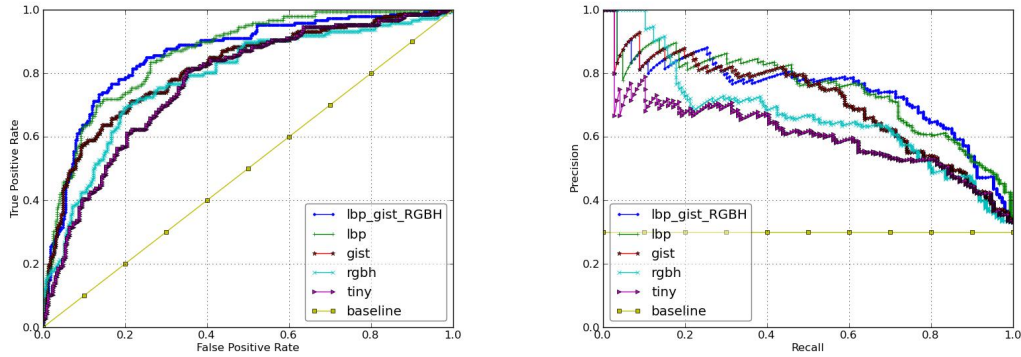 1.0
0.8
0.6
0.4
0.2
0.0
True Positive Rate
0.0 0.2 0.4 0.6 0.8 1.0
False Positive Rate
lbp_gist_RGBH
lbp
gist
rgbh
tiny
baseline
1.0
0.8
0.6
0.4
0.2
0.0
Precision
0.0 0.2 0.4 0.6 0.8 1.0
Recall
lbp_gist_RGBH
lbp
gist
rgbh
tiny
baseline